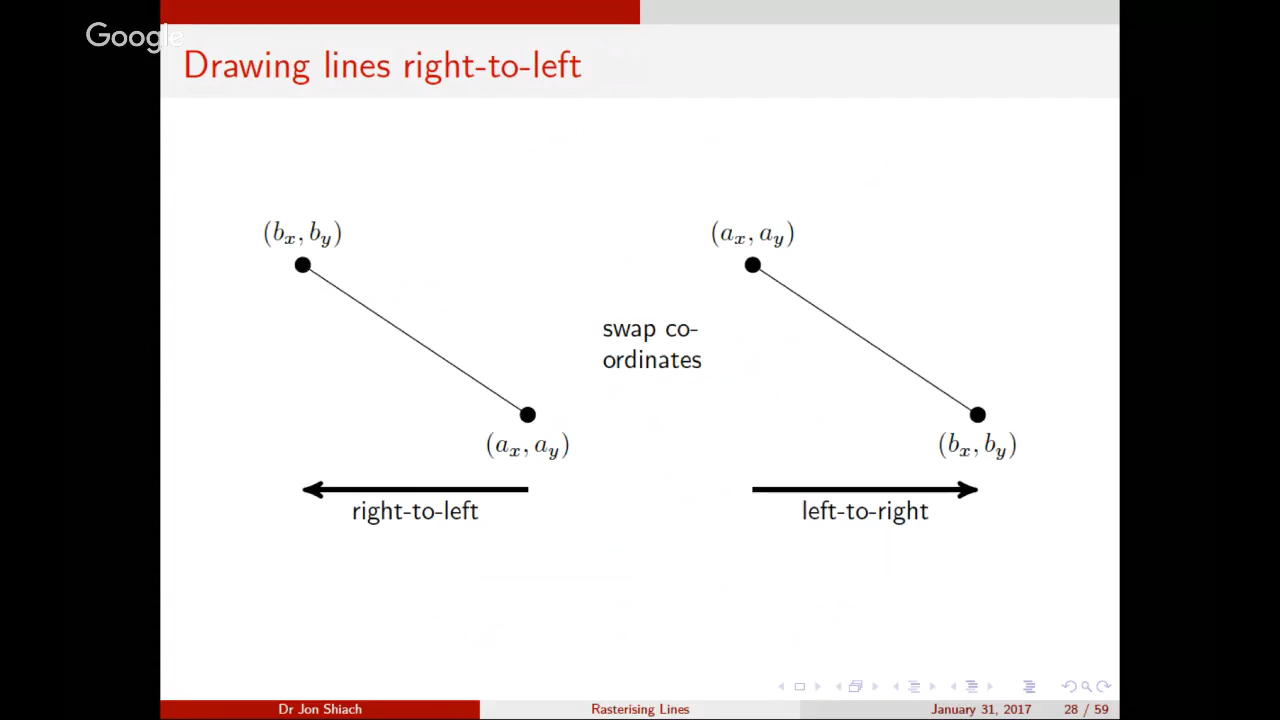 Google
Drawing lines right-to-left
(b_x, b_y)
(a_x, a_y)
swap co-
ordinates
(a_x, a_y)
(b_x, b_y)
right-to-left
left-to-right
Dr Jon Shiach
Rasterising Lines
January 31, 2017
28 / 59